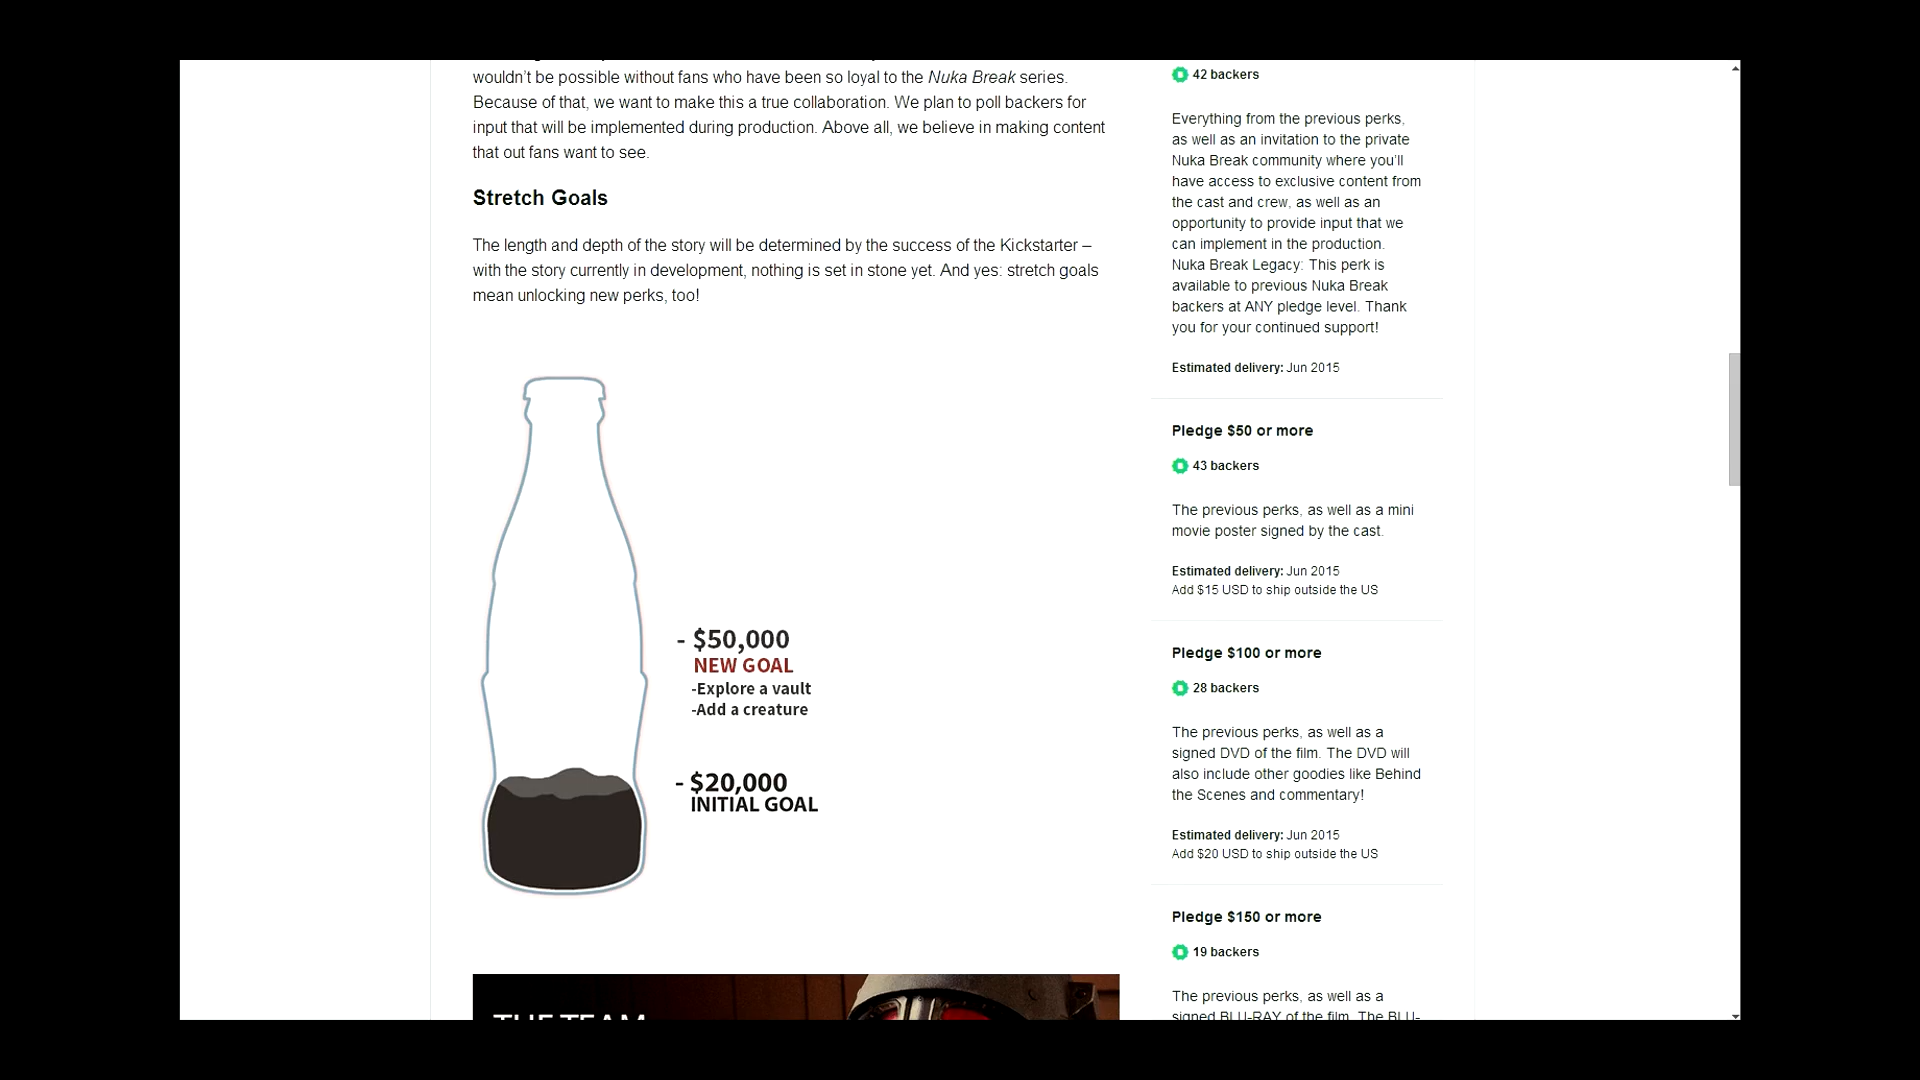 wouldn't be possible without fans who have been so loyal to the Nuka Break series.
Because of that, we want to make this a true collaboration. We plan to poll backers for
input that will be implemented during production. Above all, we believe in making content
that out fans want to see.
Stretch Goals
The length and depth of the story will be determined by the success of the Kickstarter –
with the story currently in development, nothing is set in stone yet. And yes: stretch goals
mean unlocking new perks, too!
- $50,000
NEW GOAL
-Explore a vault
-Add a creature
- $20,000
INITIAL GOAL
THE TEAM
42 backers
Everything from the previous perks,
as well as an invitation to the private
Nuka Break community where you'll
have access to exclusive content from
the cast and crew, as well as an
opportunity to provide input that we
can implement in the production.
Nuka Break Legacy: This perk is
available to previous Nuka Break
backers at ANY pledge level. Thank
you for your continued support!
Estimated delivery: Jun 2015
Pledge $50 or more
43 backers
The previous perks, as well as a mini
movie poster signed by the cast.
Estimated delivery: Jun 2015
Add $15 USD to ship outside the US
Pledge $100 or more
28 backers
The previous perks, as well as a
signed DVD of the film. The DVD will
also include other goodies like Behind
the Scenes and commentary!
Estimated delivery: Jun 2015
Add $20 USD to ship outside the US
Pledge $150 or more
19 backers
The previous perks, as well as a
signed BLU-RAY of the film. The BLU-